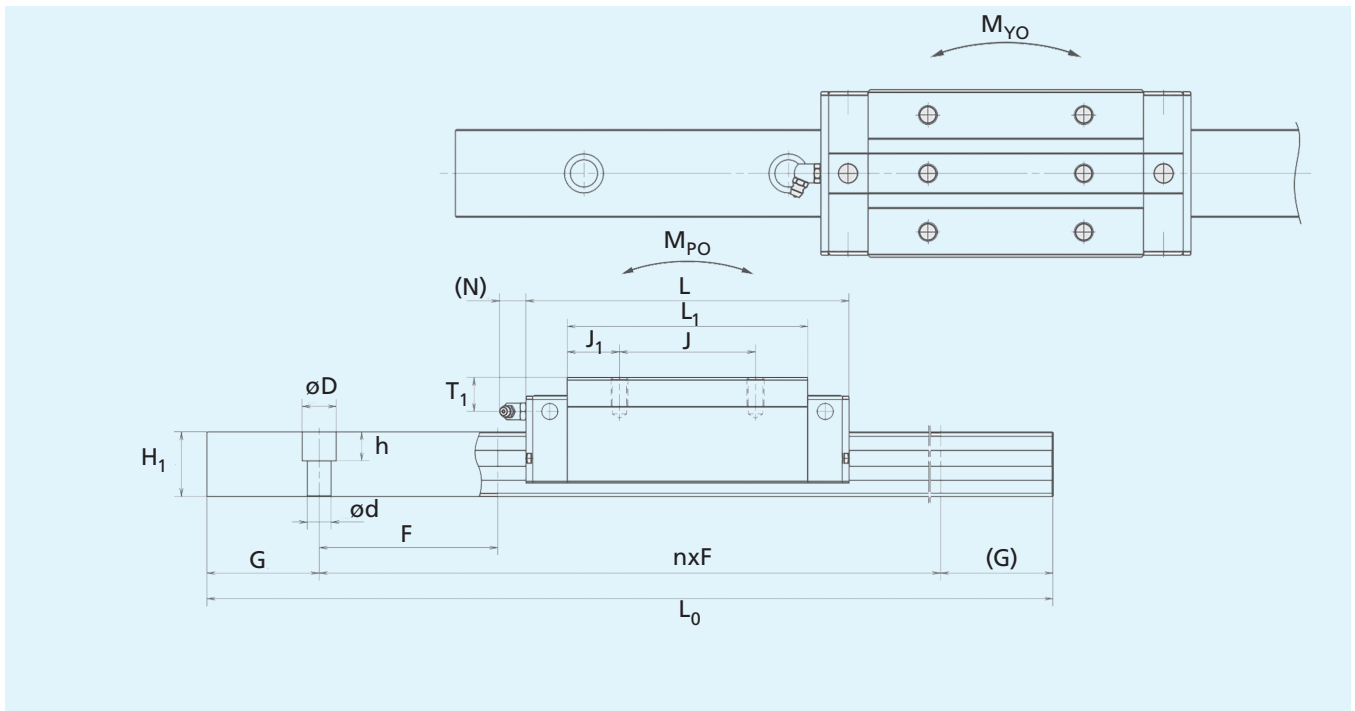 M_YO
M_PO
(N) L
L_1
J_1 J
T_1
øD
h
H_1
ød
F
G nxF (G)
L_0